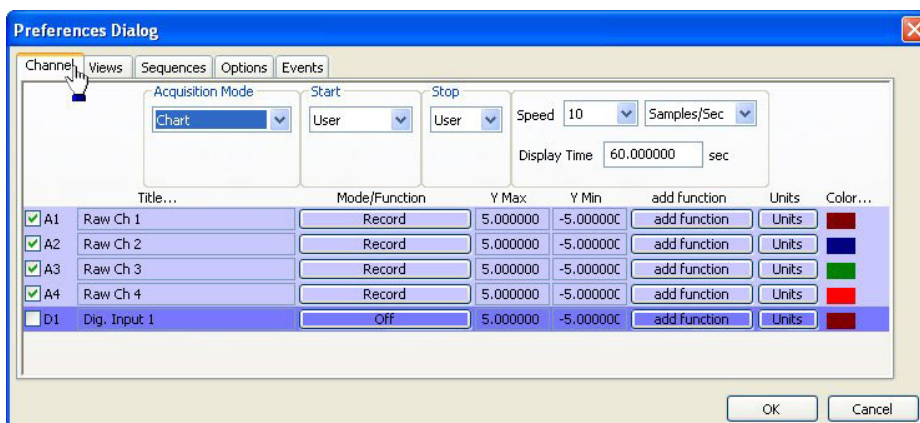 Preferences Dialog
Channel Views Sequences Options Events
Acquisition Mode Start Stop
Chart User User Speed 10 Samples/Sec
Display Time 60.000000 sec
Title... Mode/Function Y Max Y Min add function Units Color...
A1 Raw Ch 1 Record 5.000000 -5.00000C add function Units
A2 Raw Ch 2 Record 5.000000 -5.00000C add function Units
A3 Raw Ch 3 Record 5.000000 -5.00000C add function Units
A4 Raw Ch 4 Record 5.000000 -5.00000C add function Units
D1 Dig. Input 1 Off 5.000000 -5.00000C add function Units
OK Cancel